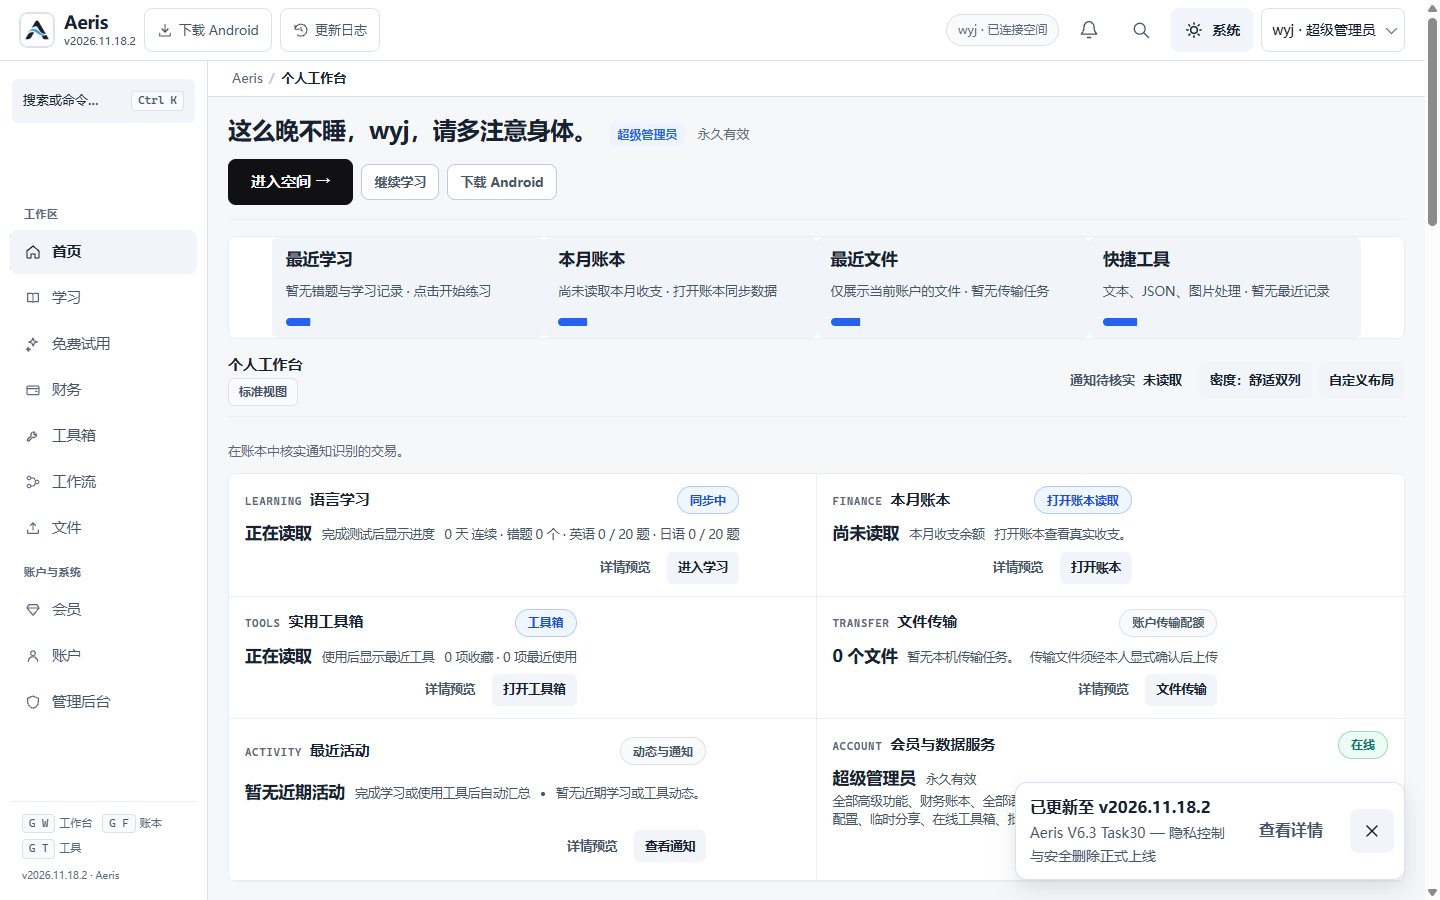 Aeris
v2026.11.18.2
下载 Android
更新日志
wyj · 已连接空间
系统
wyj · 超级管理员
搜索或命令...
Ctrl K
Aeris / 个人工作台
这么晚不睡，wyj，请多注意身体。
超级管理员
永久有效
进入空间 →
继续学习
下载 Android
工作区
首页
学习
免费试用
财务
工具箱
工作流
文件
账户与系统
会员
账户
管理后台
G W 工作台 G F 账本
G T 工具
v2026.11.18.2 · Aeris
最近学习
暂无错题与学习记录 · 点击开始练习
本月账本
尚未读取本月收支 · 打开账本同步数据
最近文件
仅展示当前账户的文件 · 暂无传输任务
快捷工具
文本、JSON、图片处理 · 暂无最近记录
个人工作台
标准视图
通知待核实 未读取
密度：舒适双列
自定义布局
在账本中核实通知识别的交易。
LEARNING 语言学习
同步中
正在读取 完成测试后显示进度 0 天 连续 · 错题 0 个 · 英语 0 / 20 题 · 日语 0 / 20 题
详情预览 进入学习
FINANCE 本月账本
打开账本读取
尚未读取 本月收支余额 打开账本查看真实收支。
详情预览 打开账本
TOOLS 实用工具箱
工具箱
正在读取 使用后显示最近工具 0 项收藏 · 0 项最近使用
详情预览 打开工具箱
TRANSFER 文件传输
账户传输配额
0 个文件 暂无本机传输任务。 传输文件须经本人显式确认后上传
详情预览 文件传输
ACTIVITY 最近活动
动态与通知
暂无近期活动 完成学习或使用工具后自动汇总 • 暂无近期学习或工具动态。
详情预览 查看通知
ACCOUNT 会员与数据服务
在线
超级管理员 永久有效
全部高级功能、财务账本、全部
配置、临时分享、在线工具箱、
已更新至 v2026.11.18.2
Aeris V6.3 Task30 — 隐私控制
与安全删除正式上线
查看详情